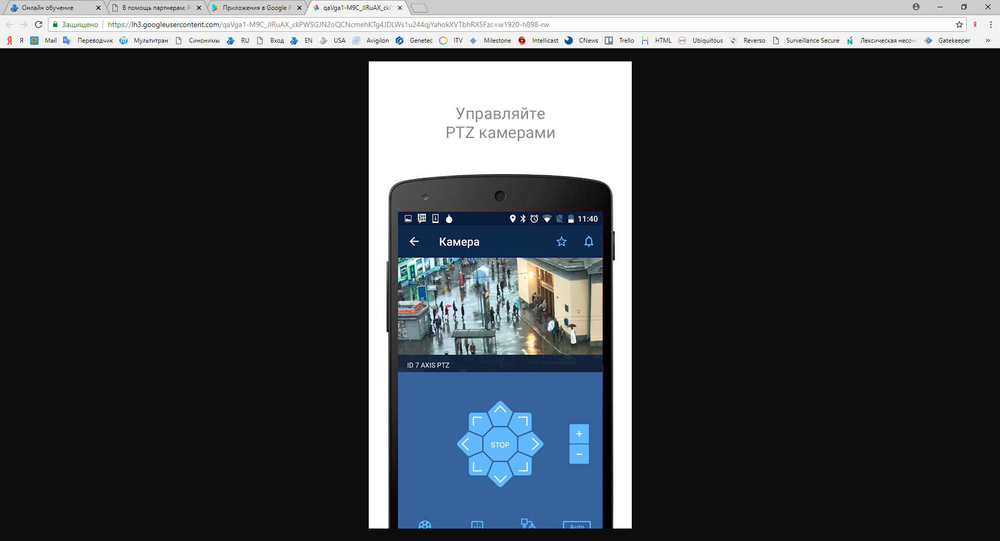 Онлайн обучение
В помощь партнерам: Ре
Приложения в Google P
qaVga1-M9C_JlRuAX_ckP
Защищено
https://lh3.googleusercontent.com/qaVga1-M9C_JlRuAX_ckPWSGJN2oQCNcmehKTg4JDLWs1u244qjYahokXVTbhRX5Fzc=w1920-h898-rw
Я
Mail
Переводчик
Мультитран
Синонимы
RU
Вход
EN
USA
Avigilon
Genetec
ITV
Milestone
Intellicast
CNews
Trello
HTML
Ubiquitous
Reverso
Surveillance Secure
Лексическая несоч
Gatekeeper
Управляйте
PTZ камерами
11:40
Камера
ID 7 AXIS PTZ
STOP
Auto